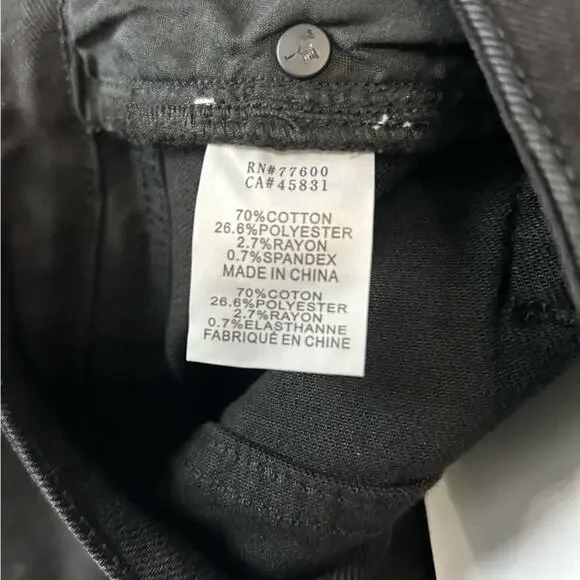 RN#77600
CA#45831
70%COTTON
26.6%POLYESTER
2.7%RAYON
0.7%SPANDEX
MADE IN CHINA
70%COTON
26.6%POLYESTER
2.7%RAYON
0.7%ELASTHANNE
FABRIQUÉ EN CHINE